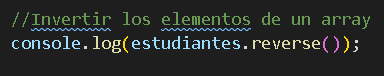 //Invertir los elementos de un array
console.log(estudiantes.reverse());